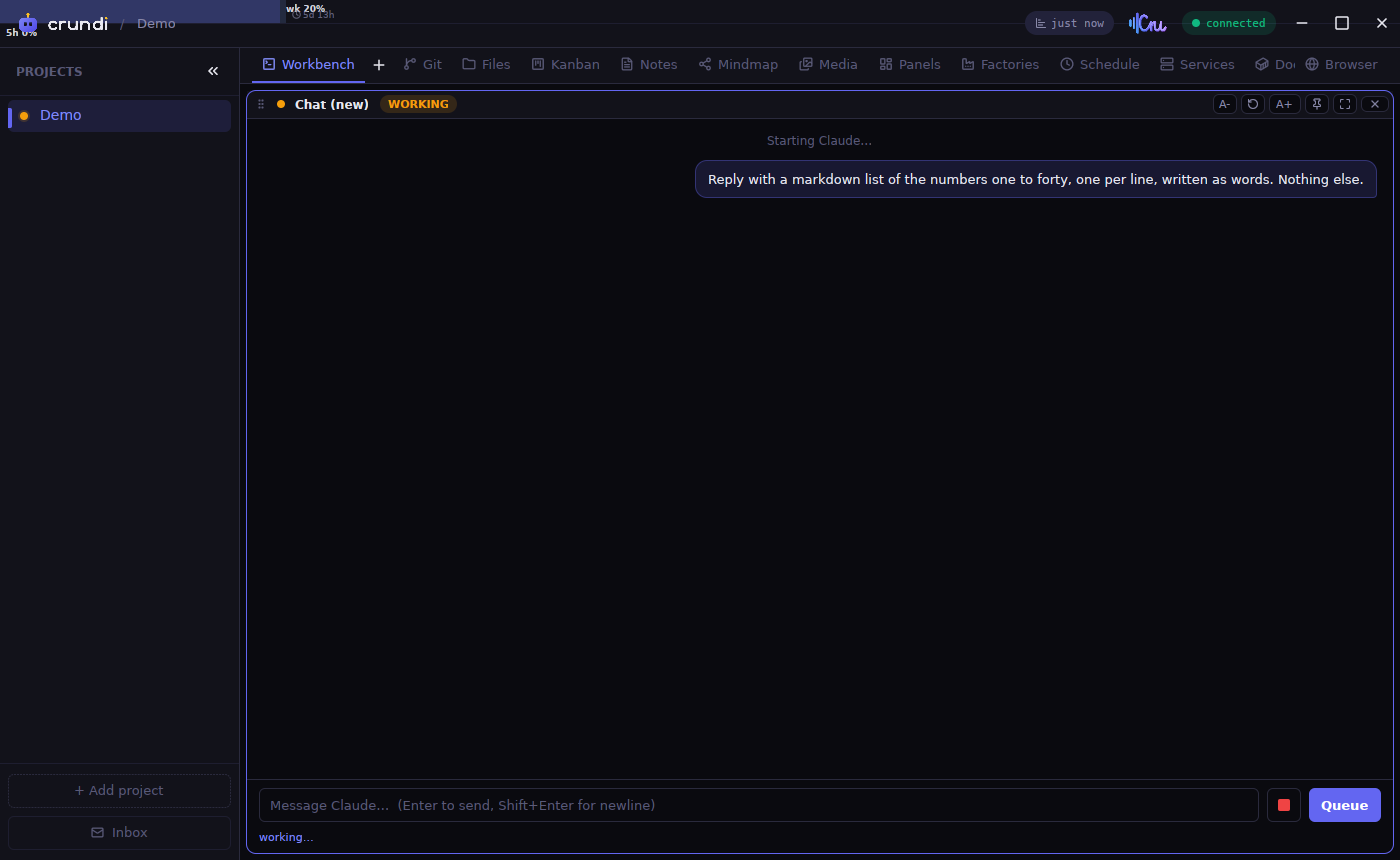 wk 20%
5d 13h
5h 0%
crundi / Demo
just now
Cru
connected
PROJECTS
Demo
+ Add project
Inbox
Workbench
Git
Files
Kanban
Notes
Mindmap
Media
Panels
Factories
Schedule
Services
Browser
Chat (new)
WORKING
A-
A+
Starting Claude...
Reply with a markdown list of the numbers one to forty, one per line, written as words. Nothing else.
Message Claude... (Enter to send, Shift+Enter for newline)
Queue
working...